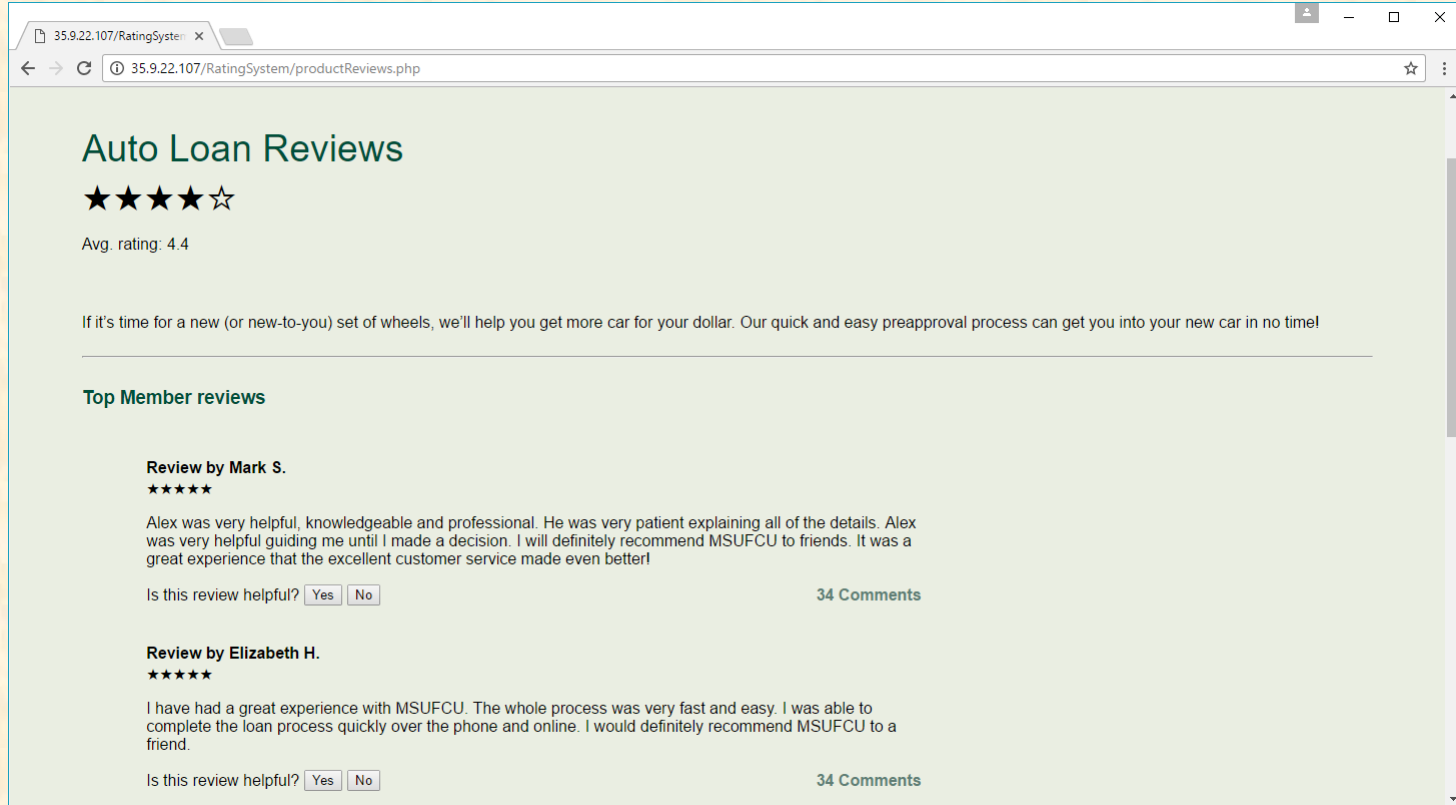 35.9.22.107/RatingSystem
35.9.22.107/RatingSystem/productReviews.php
Auto Loan Reviews
★★★★☆
Avg. rating: 4.4
If it’s time for a new (or new-to-you) set of wheels, we’ll help you get more car for your dollar. Our quick and easy preapproval process can get you into your new car in no time!
Top Member reviews
Review by Mark S.
★★★★★
Alex was very helpful, knowledgeable and professional. He was very patient explaining all of the details. Alex
was very helpful guiding me until I made a decision. I will definitely recommend MSUFCU to friends. It was a
great experience that the excellent customer service made even better!
Is this review helpful? Yes No 34 Comments
Review by Elizabeth H.
★★★★★
I have had a great experience with MSUFCU. The whole process was very fast and easy. I was able to
complete the loan process quickly over the phone and online. I would definitely recommend MSUFCU to a
friend.
Is this review helpful? Yes No 34 Comments